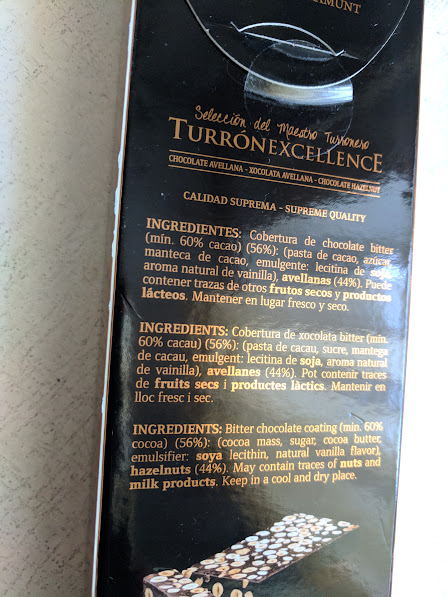 Selección del Maestro Turronero
TURRÓNEXCELLENCE
CHOCOLATE AVELLANA - XOCOLATA AVELLANA - CHOCOLATE HAZELNUT
CALIDAD SUPREMA - SUPREME QUALITY
INGREDIENTES: Cobertura de chocolate bitter
(mín. 60% cacao) (56%): (pasta de cacao, azúcar,
manteca de cacao, emulgente: lecitina de soja,
aroma natural de vainilla), avellanas (44%). Puede
contener trazas de otros frutos secos y productos
lácteos. Mantener en lugar fresco y seco.
INGREDIENTS: Cobertura de xocolata bitter (mín.
60% cacau) (56%): (pasta de cacau, sucre, mantega
de cacau, emulgent: lecitina de soja, aroma natural
de vainilla), avellanes (44%). Pot contenir traces
de fruits secs i productes làctics. Mantenir en
lloc fresc i sec.
INGREDIENTS: Bitter chocolate coating (min. 60%
cocoa) (56%): (cocoa mass, sugar, cocoa butter,
emulsifier: soya lecithin, natural vanilla flavor),
hazelnuts (44%). May contain traces of nuts and
milk products. Keep in a cool and dry place.